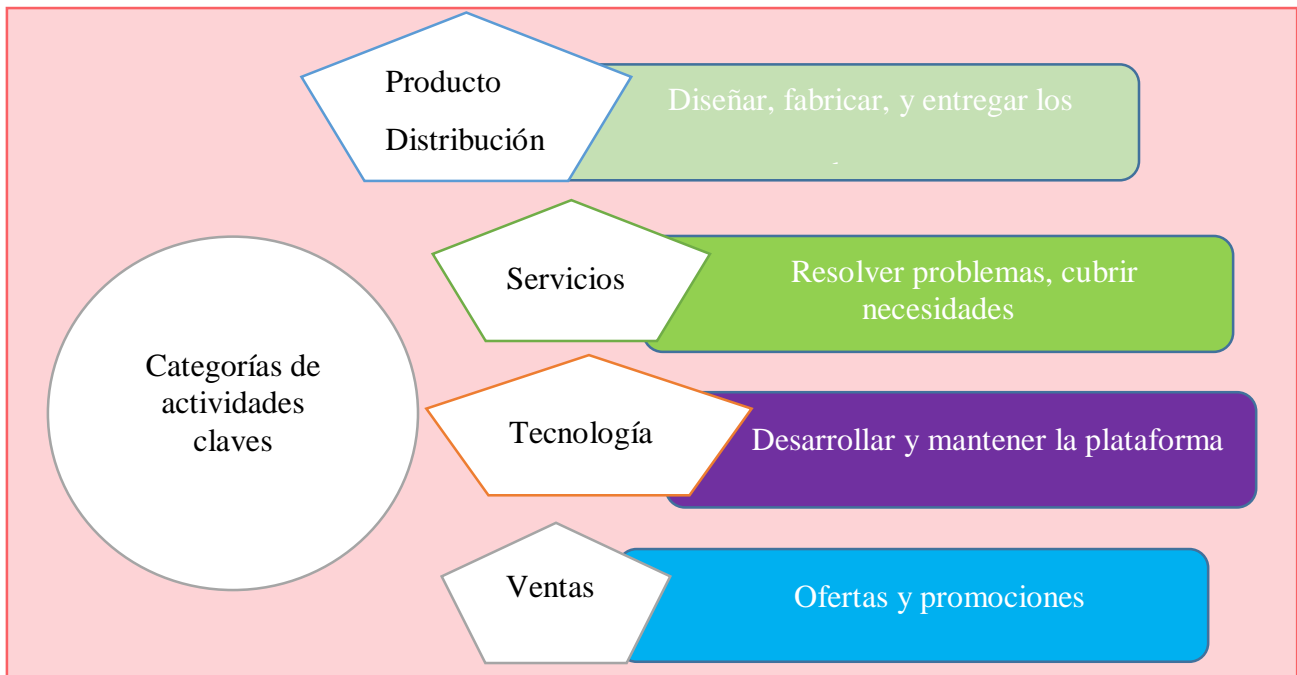 Producto
Distribución
Diseñar, fabricar, y entregar los
Servicios
Resolver problemas, cubrir
necesidades
Categorías de
actividades
claves
Tecnología
Desarrollar y mantener la plataforma
Ventas
Ofertas y promociones